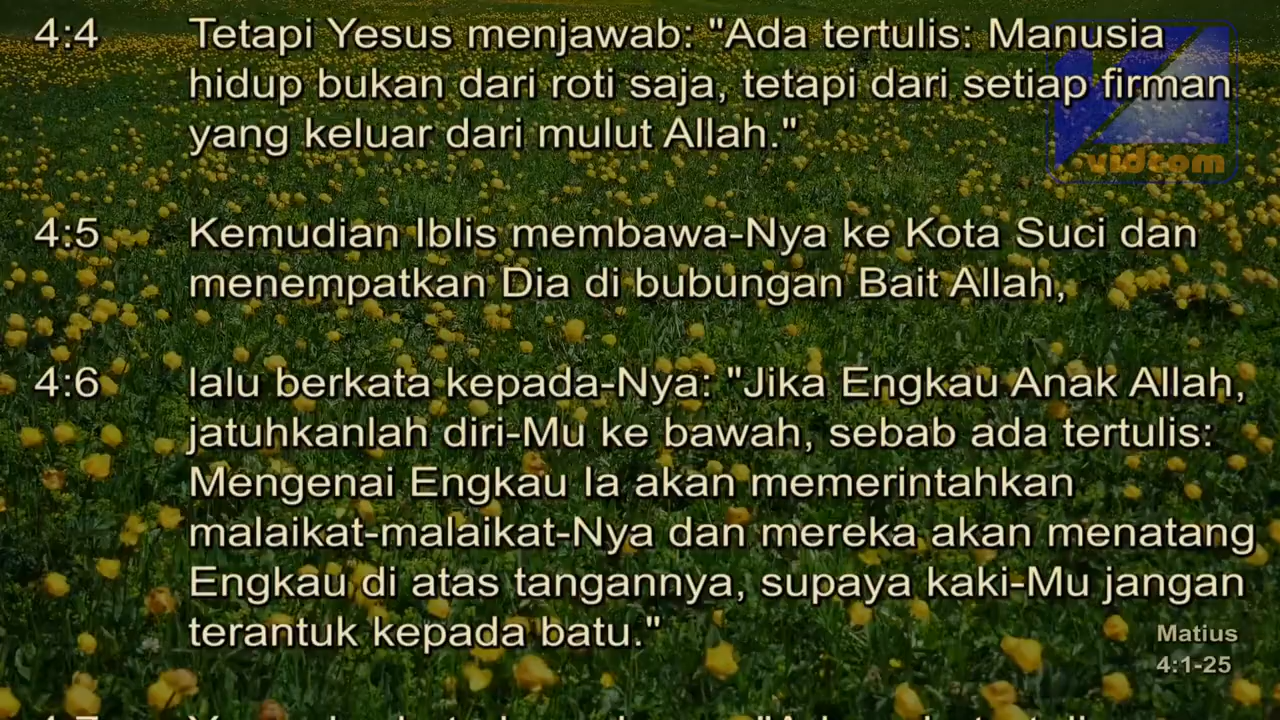 4:4 Tetapi Yesus menjawab: "Ada tertulis: Manusia
hidup bukan dari roti saja, tetapi dari setiap firman
yang keluar dari mulut Allah."
vidtom
4:5 Kemudian Iblis membawa-Nya ke Kota Suci dan
menempatkan Dia di bubungan Bait Allah,
4:6 lalu berkata kepada-Nya: "Jika Engkau Anak Allah,
jatuhkanlah diri-Mu ke bawah, sebab ada tertulis:
Mengenai Engkau Ia akan memerintahkan
malaikat-malaikat-Nya dan mereka akan menatang
Engkau di atas tangannya, supaya kaki-Mu jangan
terantuk kepada batu."
Matius
4:1-25